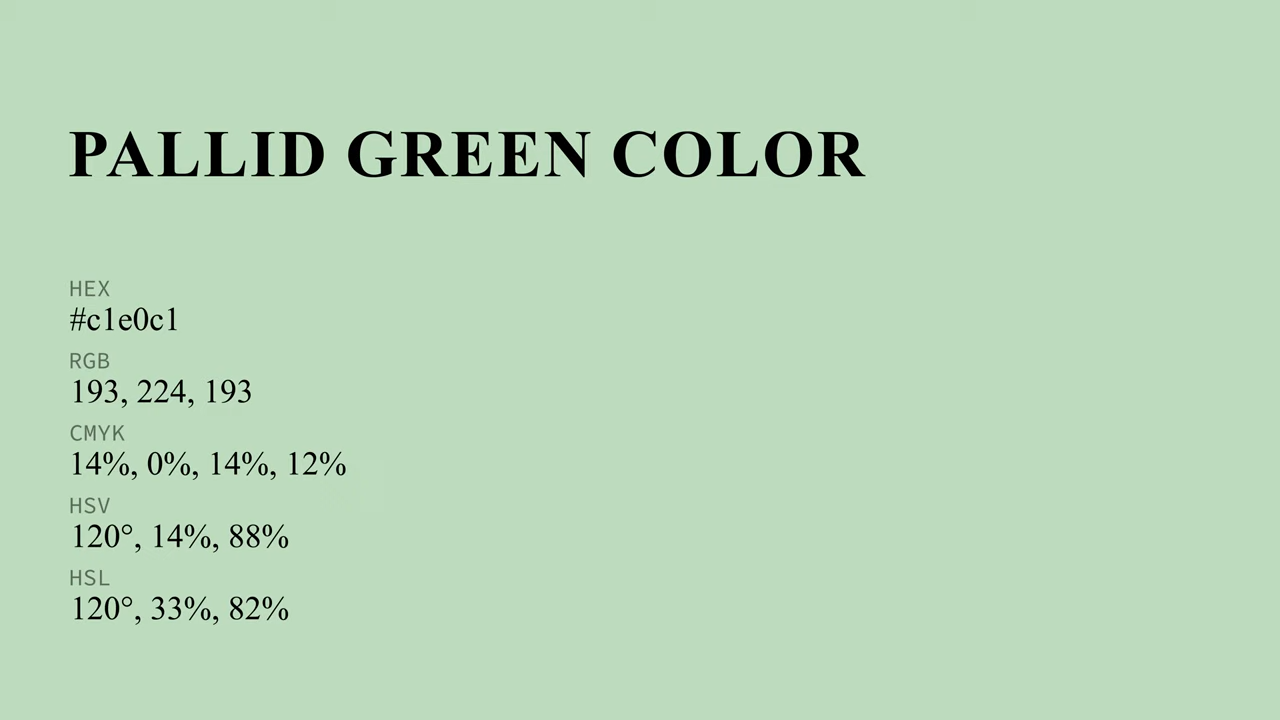 PALLID GREEN COLOR
HEX
#c1e0c1
RGB
193, 224, 193
CMYK
14%, 0%, 14%, 12%
HSV
120°, 14%, 88%
HSL
120°, 33%, 82%